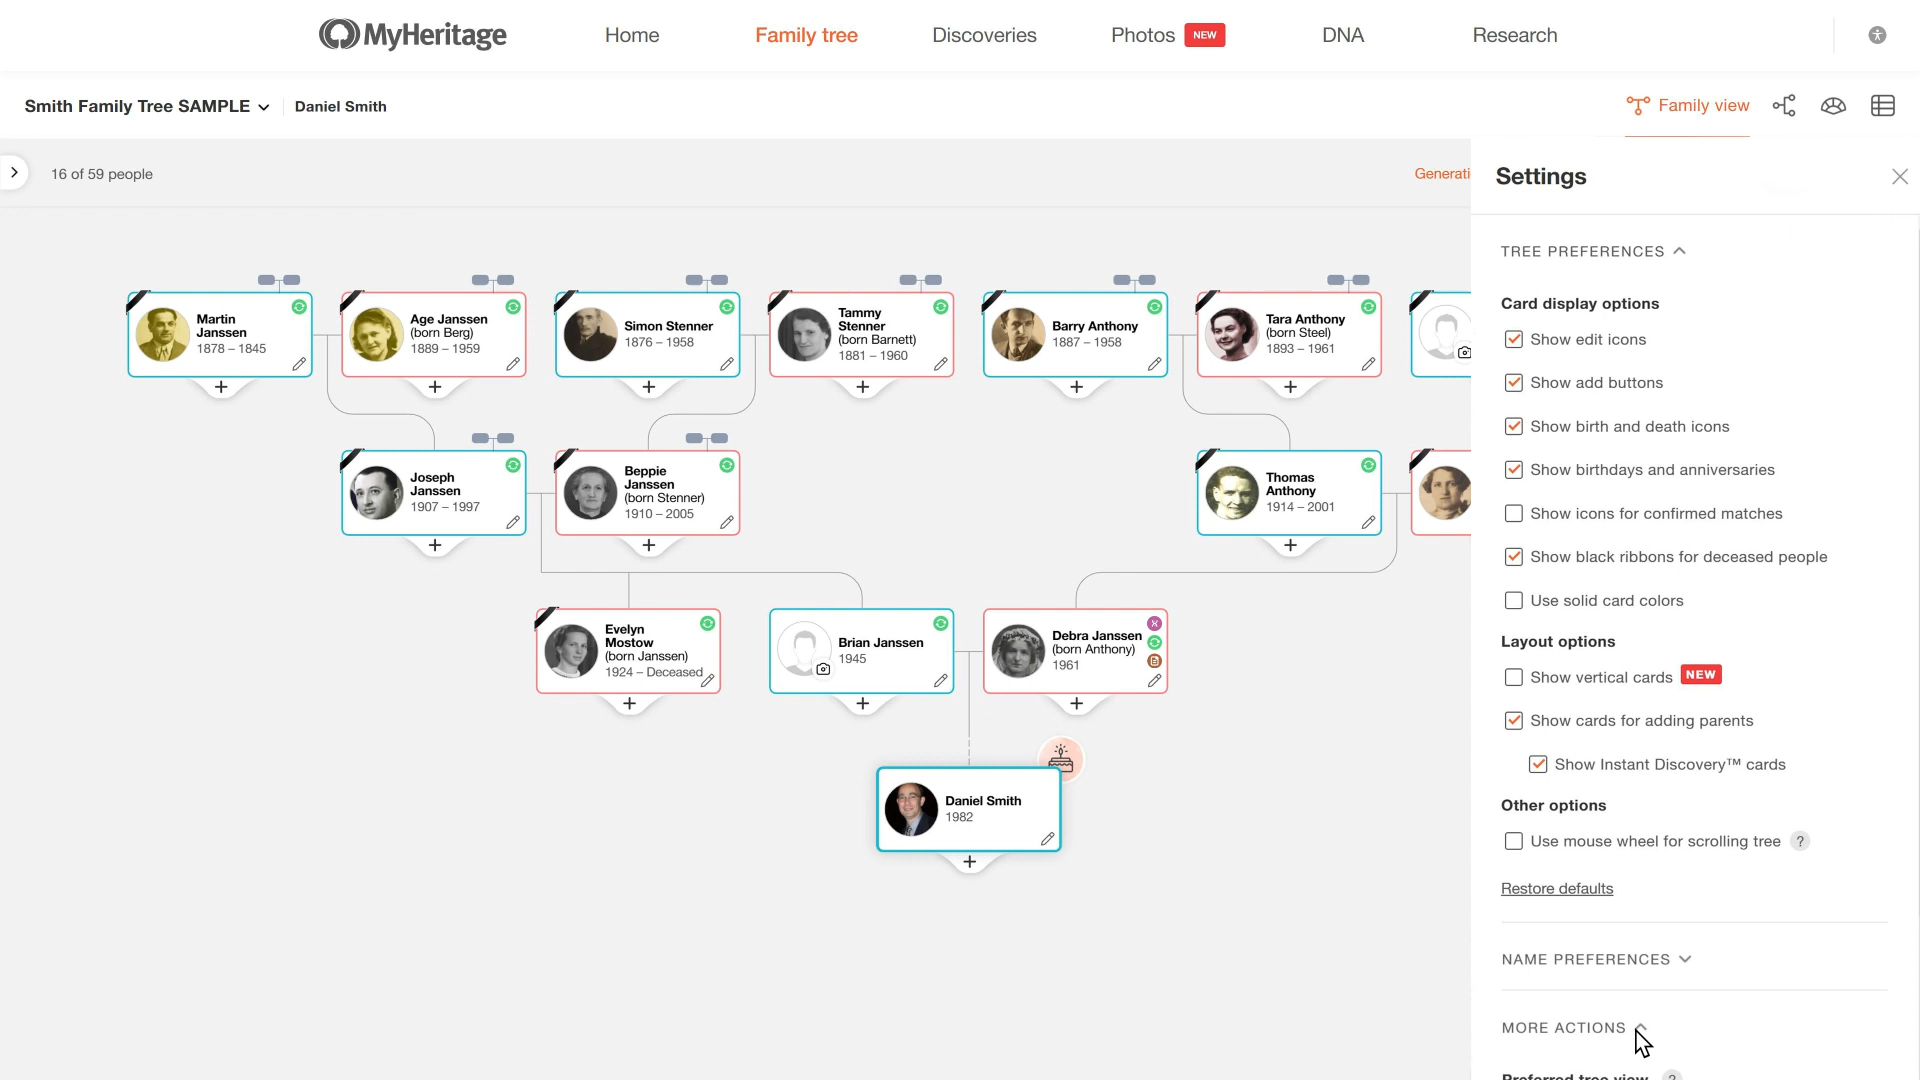 MyHeritage
Home
Family tree
Discoveries
Photos NEW
DNA
Research
Smith Family Tree SAMPLE
Daniel Smith
Family view
16 of 59 people
Generati
Martin
Janssen
1878 – 1845
Age Janssen
(born Berg)
1889 – 1959
Simon Stenner
1876 – 1958
Tammy
Stenner
(born Barnett)
1881 – 1960
Barry Anthony
1887 – 1958
Tara Anthony
(born Steel)
1893 – 1961
Joseph
Janssen
1907 – 1997
Beppie
Janssen
(born Stenner)
1910 – 2005
Thomas
Anthony
1914 – 2001
Evelyn
Mostow
(born Janssen)
1924 – Deceased
Brian Janssen
1945
Debra Janssen
(born Anthony)
1961
Daniel Smith
1982
Settings
TREE PREFERENCES
Card display options
Show edit icons
Show add buttons
Show birth and death icons
Show birthdays and anniversaries
Show icons for confirmed matches
Show black ribbons for deceased people
Use solid card colors
Layout options
Show vertical cards NEW
Show cards for adding parents
Show Instant Discovery™ cards
Other options
Use mouse wheel for scrolling tree ?
Restore defaults
NAME PREFERENCES
MORE ACTIONS
Preferred tree view ?